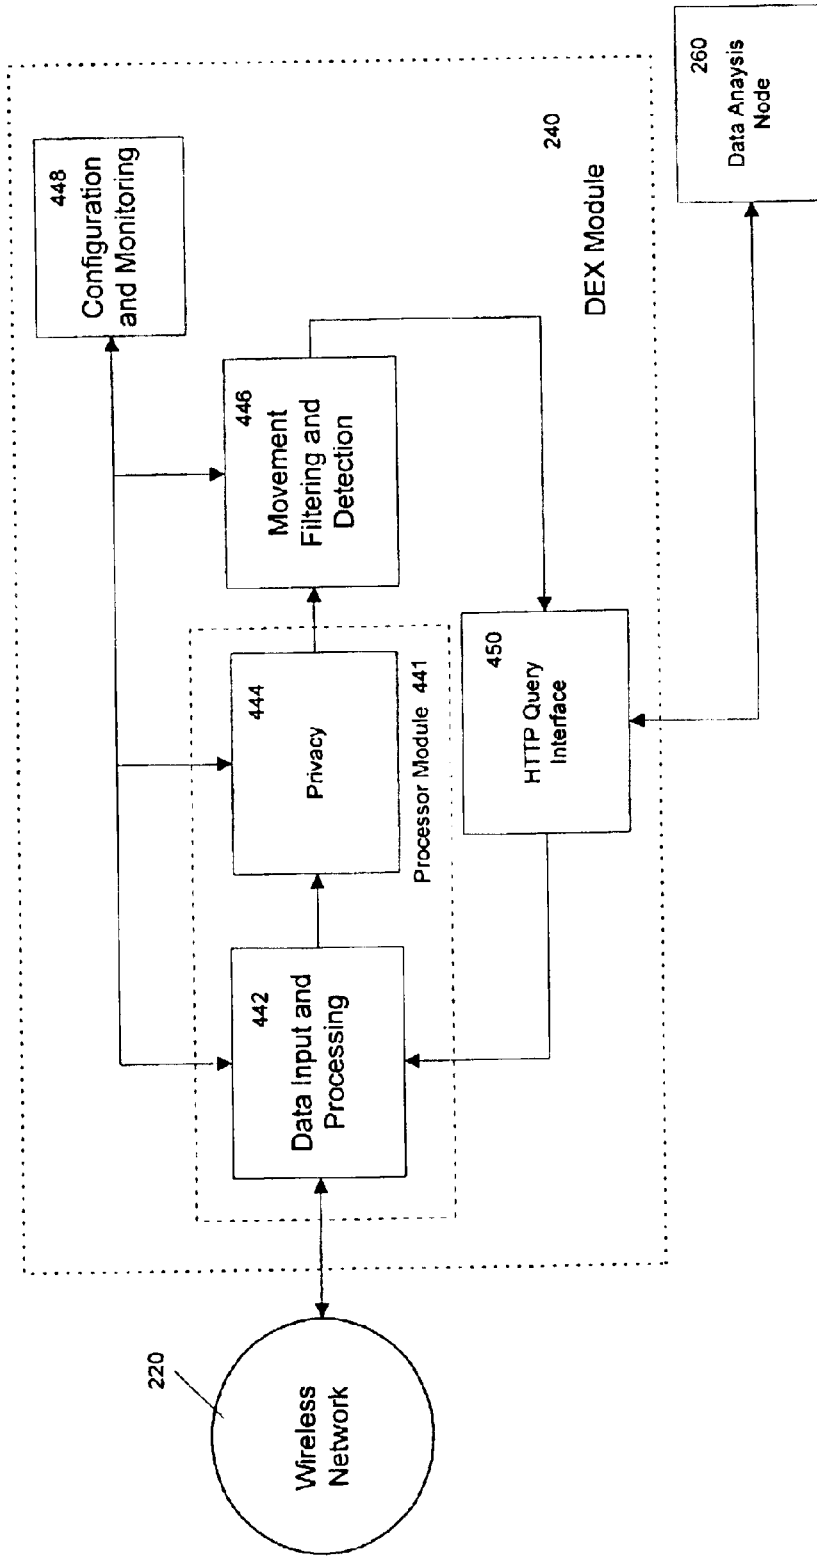 448
Configuration
and Monitoring
240
DEX Module
260
Data Anaysis
Node
446
Movement
Filtering and
Detection
444
Privacy
Processor Module 441
450
HTTP Query
Interface
442
Data Input and
Processing
220
Wireless
Network